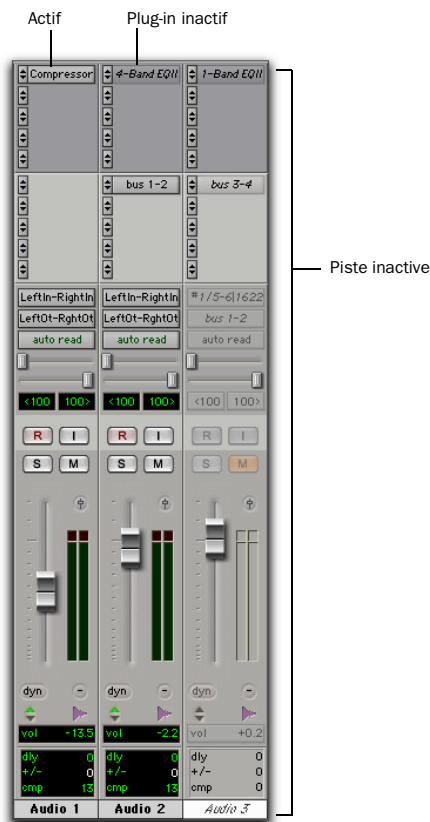 Actif Plug-in inactif
Compressor 4-Band EQII 1-Band EQII
bus 1-2 bus 3-4
Piste inactive
LeftIn-RightIn LeftIn-RightIn #1/5-6|1622
LeftOt-RghtOt LeftOt-RghtOt bus 1-2
auto read auto read auto read
<100 100> <100 100> <100 100>
R I R I R I
S M S M S M
dyn - dyn - dyn -
vol -13.5 vol -2.2 vol +0.2
dly 0 dly 0 dly 0
+/- 0 +/- 0 +/- 0
cmp 13 cmp 13 cmp 0
Audio 1 Audio 2 Audio 3